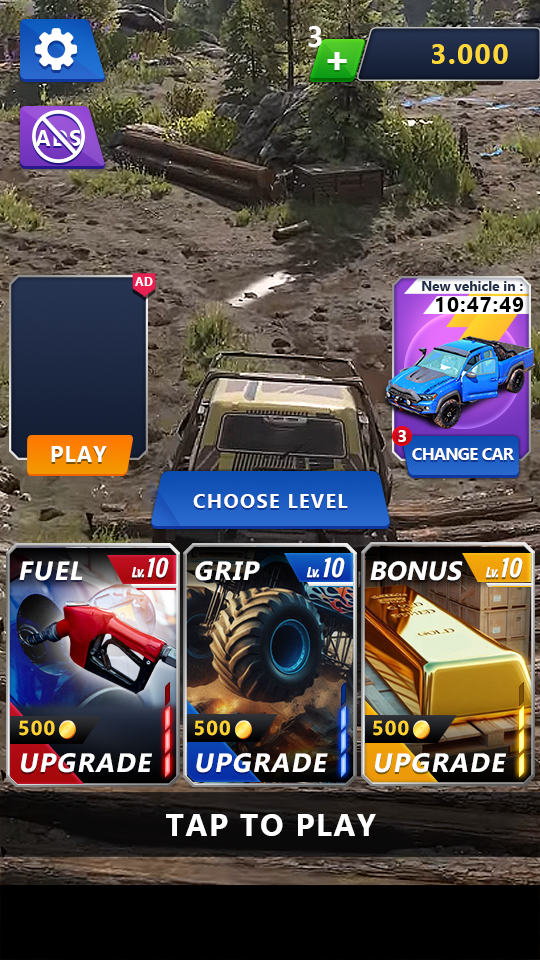 3
+
3.000
ADS
AD
PLAY
New vehicle in :
10:47:49
3
CHANGE CAR
CHOOSE LEVEL
FUEL
Lv.10
500
UPGRADE
GRIP
Lv.10
500
UPGRADE
BONUS
Lv.10
GOLD
500
UPGRADE
TAP TO PLAY